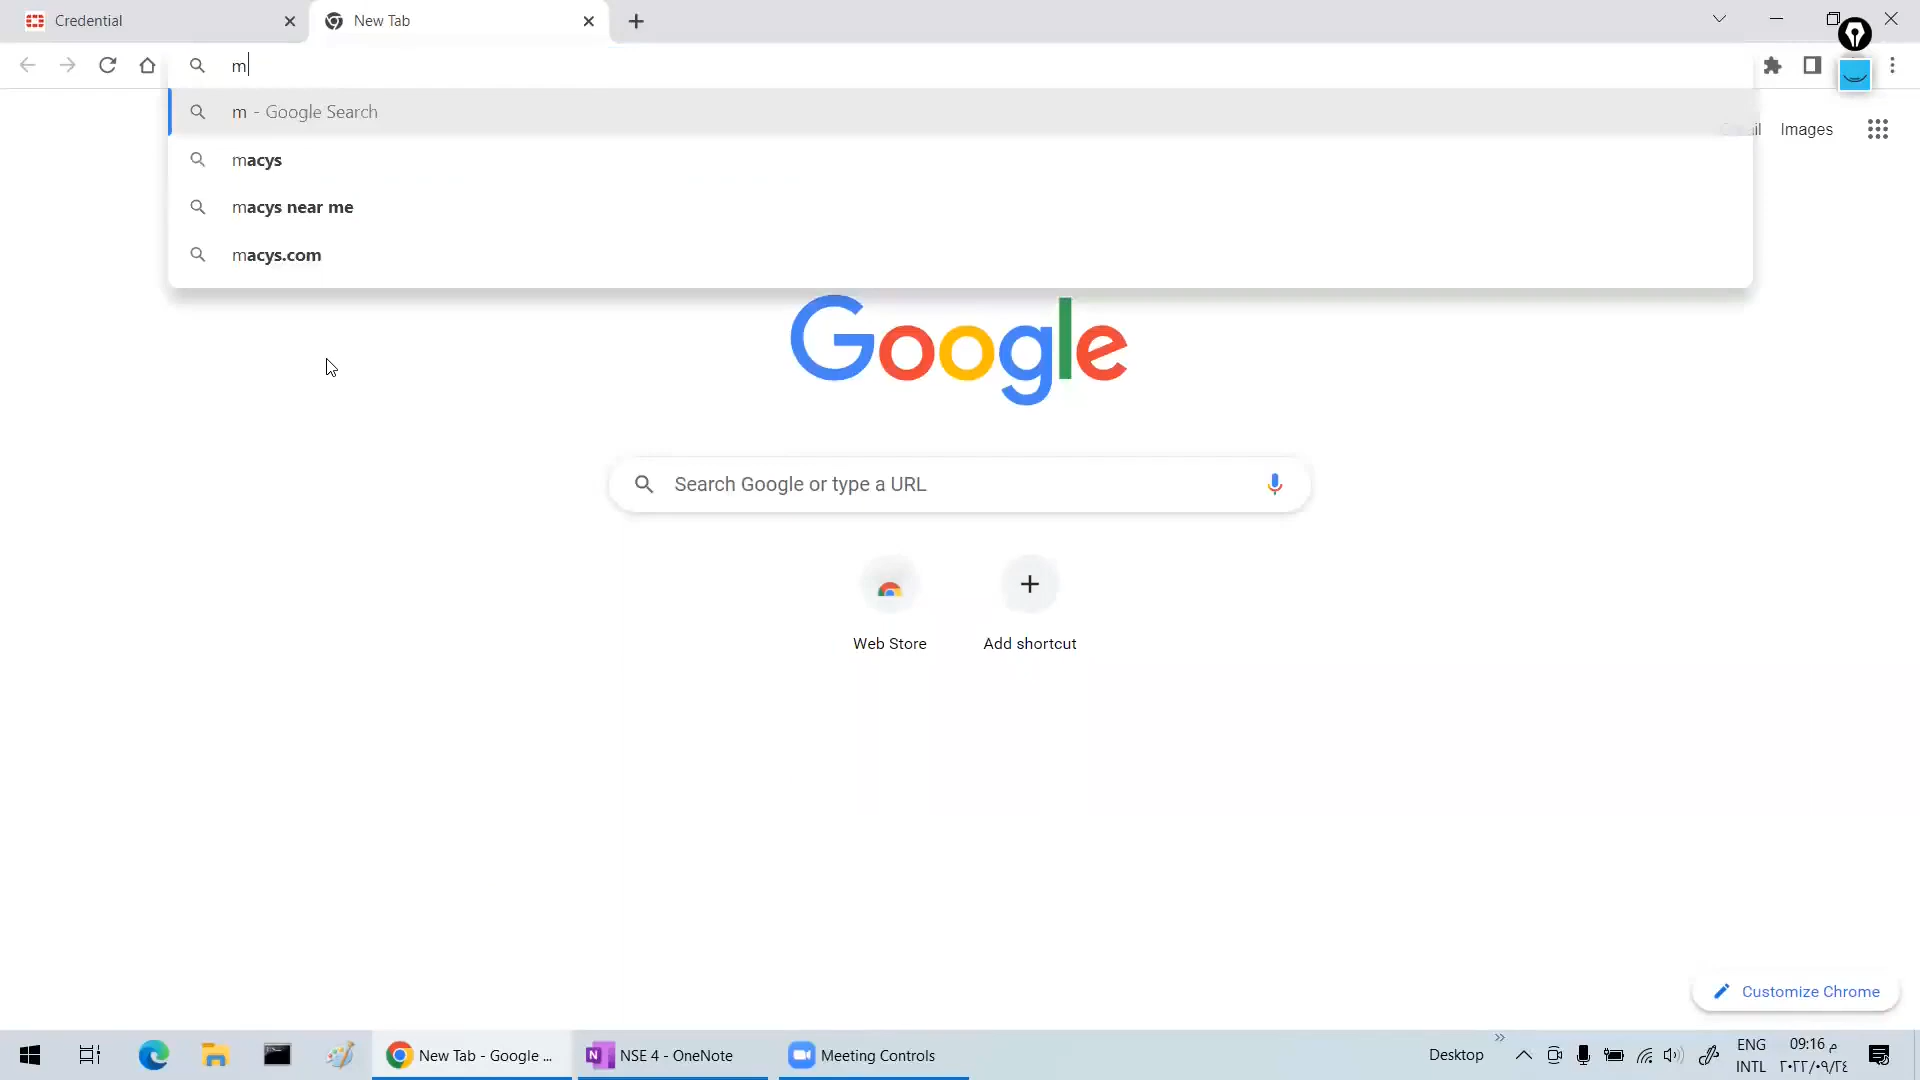 Credential
New Tab
m
m - Google Search
macys
macys near me
macys.com
Images
Google
Search Google or type a URL
Web Store
Add shortcut
Customize Chrome
New Tab - Google ...
NSE 4 - OneNote
Meeting Controls
Desktop
ENG
INTL
09:16 م
٢٠٢٢/٠٩/٢٤